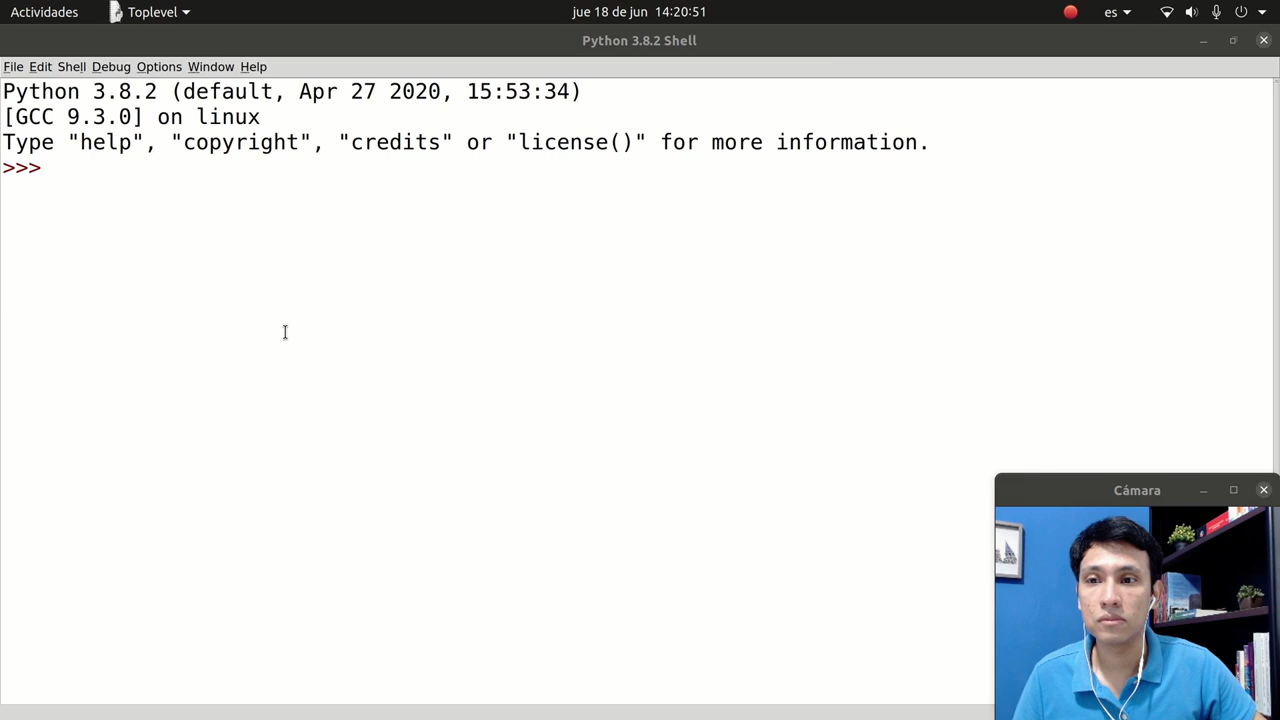 Actividades Toplevel jue 18 de jun 14:20:51 es
Python 3.8.2 Shell
File Edit Shell Debug Options Window Help
Python 3.8.2 (default, Apr 27 2020, 15:53:34)
[GCC 9.3.0] on linux
Type "help", "copyright", "credits" or "license()" for more information.
>>>
Cámara